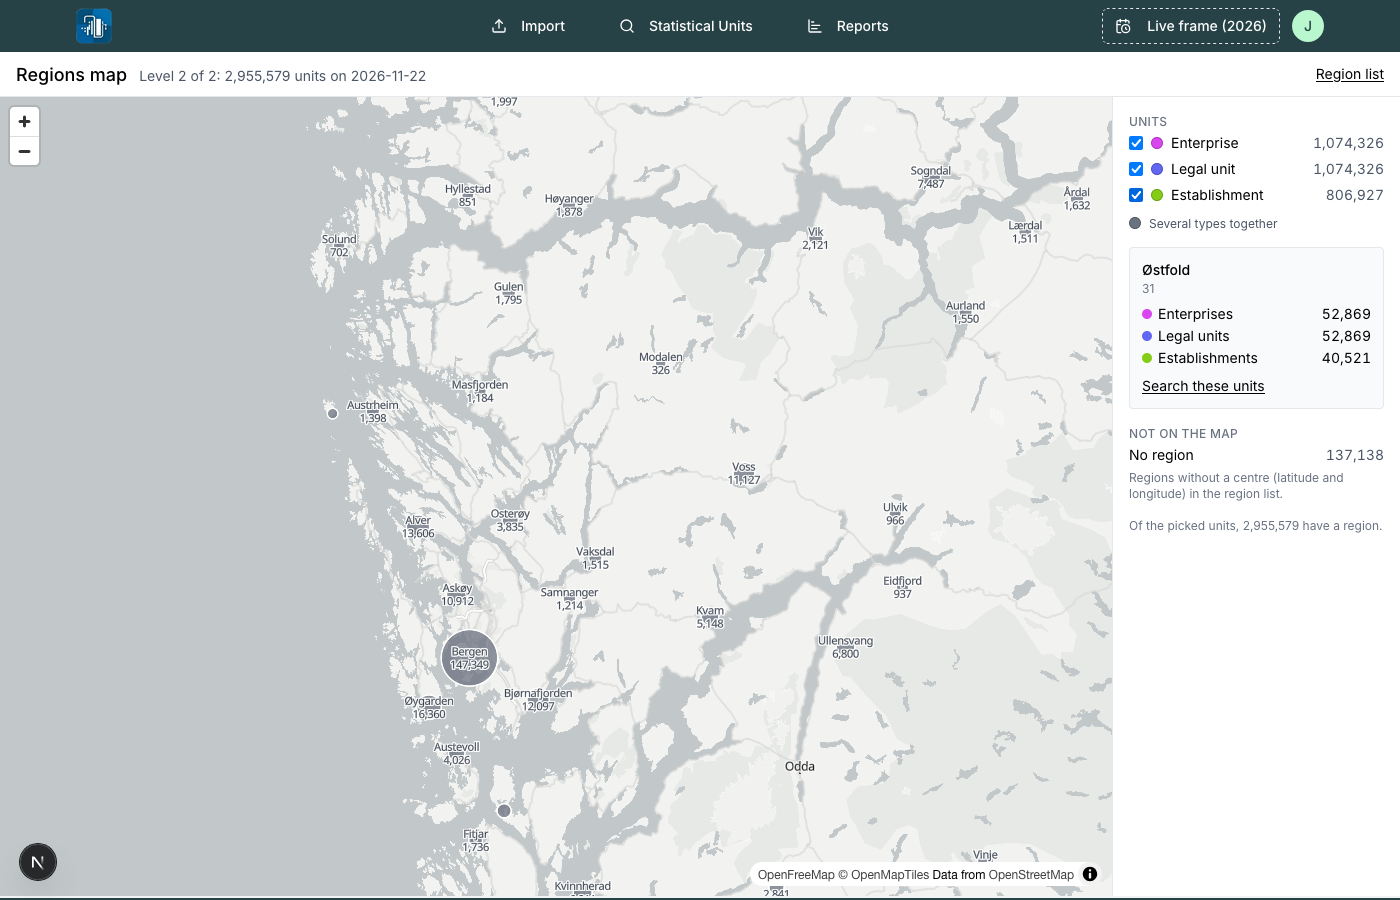 Import
Statistical Units
Reports
Live frame (2026)
J
Regions map
Level 2 of 2: 2,955,579 units on 2026-11-22
Region list
+
−
1,997
Hyllestad
851
Høyanger
1,878
Sogndal
7,487
Årdal
1,632
Solund
702
Vik
2,121
Lærdal
1,511
Gulen
1,795
Aurland
1,550
Modalen
326
Masfjorden
1,184
Austrheim
1,398
Voss
11,127
Alver
13,606
Osterøy
3,835
Ulvik
966
Vaksdal
1,515
Askøy
10,912
Samnanger
1,214
Eidfjord
937
Kvam
5,148
Bergen
147,349
Ullensvang
6,800
Øygarden
16,360
Bjørnafjorden
12,097
Austevoll
4,026
Odda
Fitjar
1,736
Vinje
Kvinnherad
2,841
N
OpenFreeMap © OpenMapTiles Data from OpenStreetMap
UNITS
Enterprise 1,074,326
Legal unit 1,074,326
Establishment 806,927
Several types together
Østfold
31
Enterprises 52,869
Legal units 52,869
Establishments 40,521
Search these units
NOT ON THE MAP
No region 137,138
Regions without a centre (latitude and
longitude) in the region list.
Of the picked units, 2,955,579 have a region.